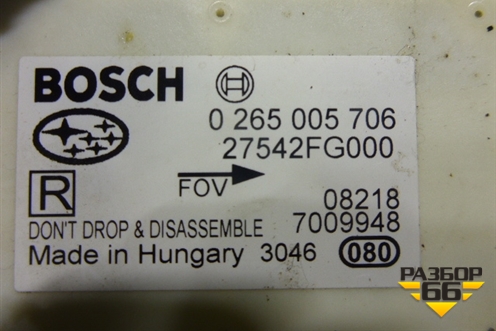 BOSCH
0 265 005 706
27542FG000
R
FOV
08218
DON'T DROP & DISASSEMBLE 7009948
Made in Hungary 3046 080
РАЗБОР
66